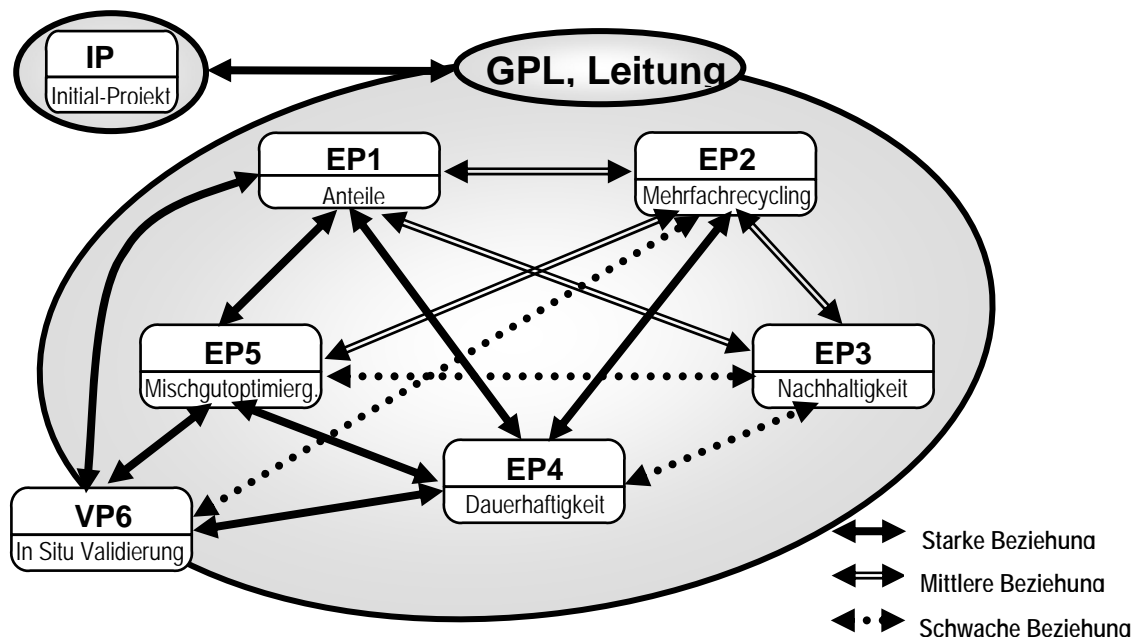 IP
Initial-Projekt
GPL, Leitung
EP1
Anteile
EP2
Mehrfachrecycling
EP5
Mischgutoptimierg.
EP3
Nachhaltigkeit
EP4
Dauerhaftigkeit
VP6
In Situ Validierung
Starke Beziehung
Mittlere Beziehung
Schwache Beziehung